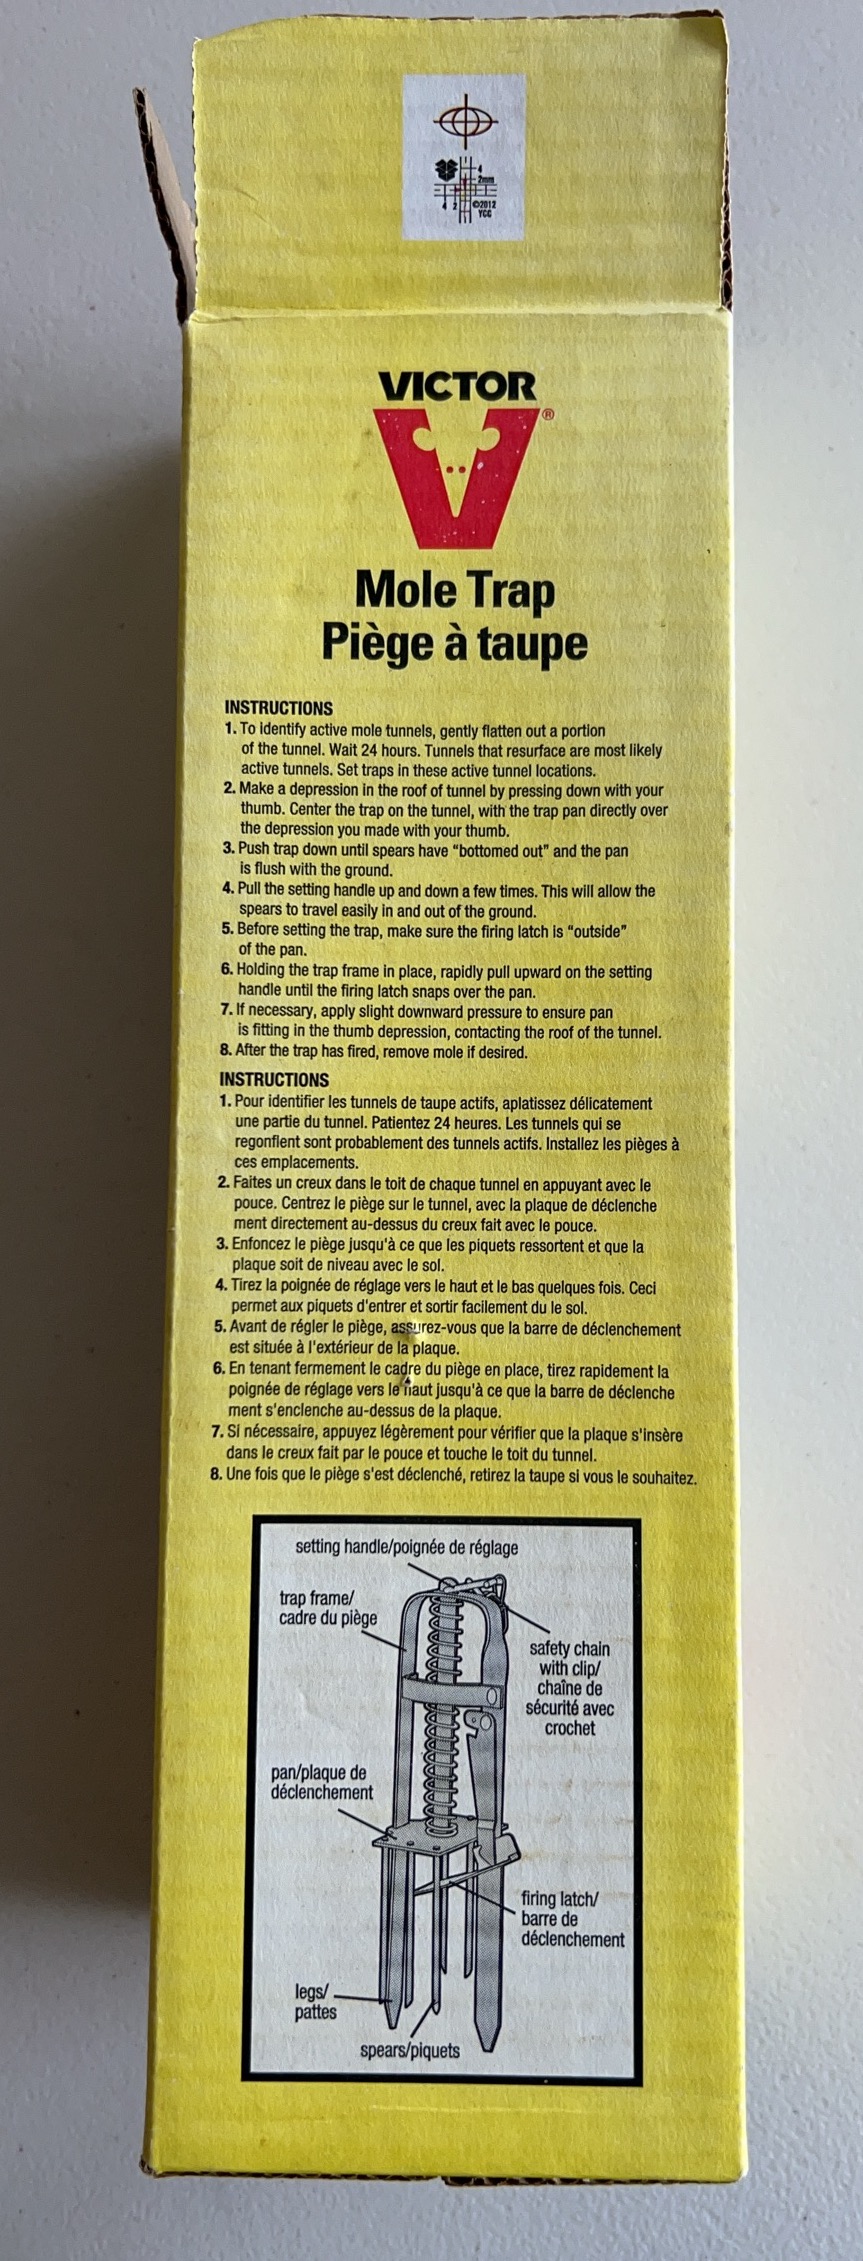 4
2mm
4 2 ©2012
YCC
VICTOR
®
Mole Trap
Piège à taupe
INSTRUCTIONS
1. To identify active mole tunnels, gently flatten out a portion
of the tunnel. Wait 24 hours. Tunnels that resurface are most likely
active tunnels. Set traps in these active tunnel locations.
2. Make a depression in the roof of tunnel by pressing down with your
thumb. Center the trap on the tunnel, with the trap pan directly over
the depression you made with your thumb.
3. Push trap down until spears have “bottomed out” and the pan
is flush with the ground.
4. Pull the setting handle up and down a few times. This will allow the
spears to travel easily in and out of the ground.
5. Before setting the trap, make sure the firing latch is “outside”
of the pan.
6. Holding the trap frame in place, rapidly pull upward on the setting
handle until the firing latch snaps over the pan.
7. If necessary, apply slight downward pressure to ensure pan
is fitting in the thumb depression, contacting the roof of the tunnel.
8. After the trap has fired, remove mole if desired.
INSTRUCTIONS
1. Pour identifier les tunnels de taupe actifs, aplatissez délicatement
une partie du tunnel. Patientez 24 heures. Les tunnels qui se
regonflent sont probablement des tunnels actifs. Installez les pièges à
ces emplacements.
2. Faites un creux dans le toit de chaque tunnel en appuyant avec le
pouce. Centrez le piège sur le tunnel, avec la plaque de déclenche
ment directement au-dessus du creux fait avec le pouce.
3. Enfoncez le piège jusqu'à ce que les piquets ressortent et que la
plaque soit de niveau avec le sol.
4. Tirez la poignée de réglage vers le haut et le bas quelques fois. Ceci
permet aux piquets d'entrer et sortir facilement du le sol.
5. Avant de régler le piège, assurez-vous que la barre de déclenchement
est située à l'extérieur de la plaque.
6. En tenant fermement le cadre du piège en place, tirez rapidement la
poignée de réglage vers le haut jusqu'à ce que la barre de déclenche
ment s'enclenche au-dessus de la plaque.
7. Si nécessaire, appuyez légèrement pour vérifier que la plaque s'insère
dans le creux fait par le pouce et touche le toit du tunnel.
8. Une fois que le piège s'est déclenché, retirez la taupe si vous le souhaitez.
setting handle/poignée de réglage
trap frame/
cadre du piège
safety chain
with clip/
chaîne de
sécurité avec
crochet
pan/plaque de
déclenchement
firing latch/
barre de
déclenchement
legs/
pattes
spears/piquets